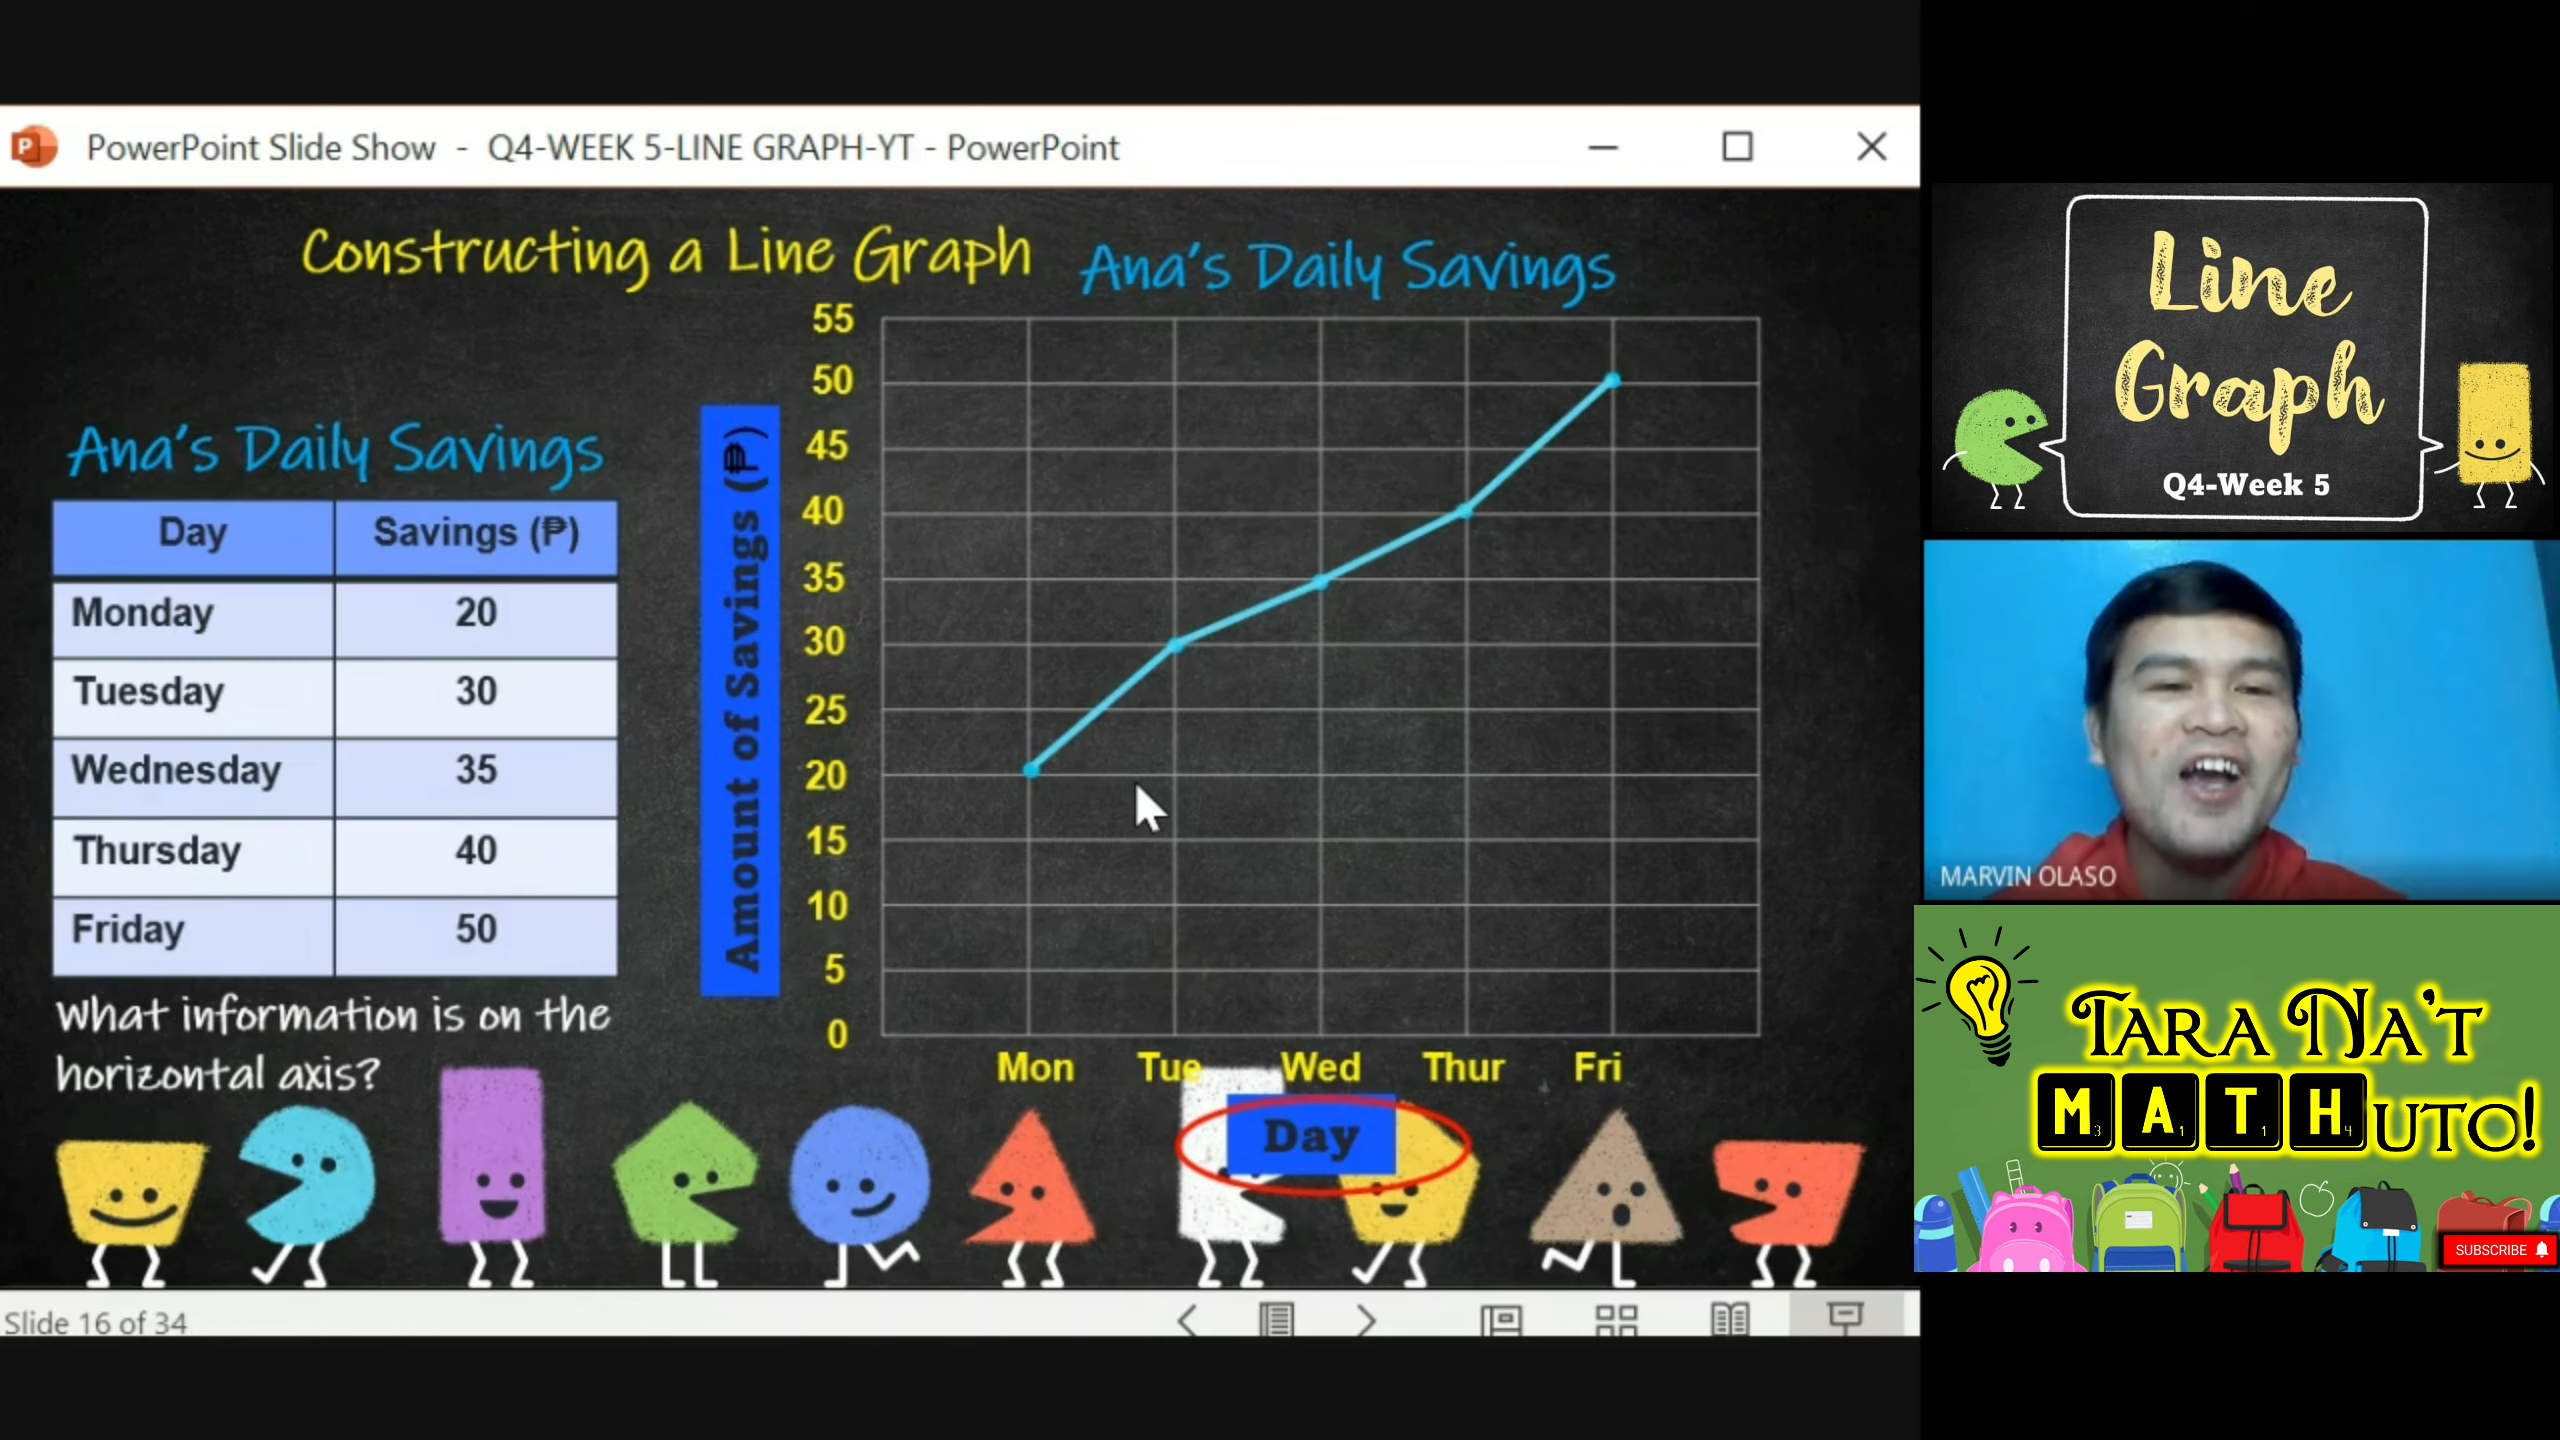 PowerPoint Slide Show - Q4-WEEK 5-LINE GRAPH-YT - PowerPoint
Constructing a Line Graph
Ana's Daily Savings
Day Savings (₱)
Monday 20
Tuesday 30
Wednesday 35
Thursday 40
Friday 50
What information is on the
horizontal axis?
Ana's Daily Savings
Amount of Savings (₱)
55
50
45
40
35
30
25
20
15
10
5
0
Mon Tue Wed Thur Fri
Day
Slide 16 of 34
Line
Graph
Q4-Week 5
MARVIN OLASO
TARA NA'T
MATHUTO!
SUBSCRIBE